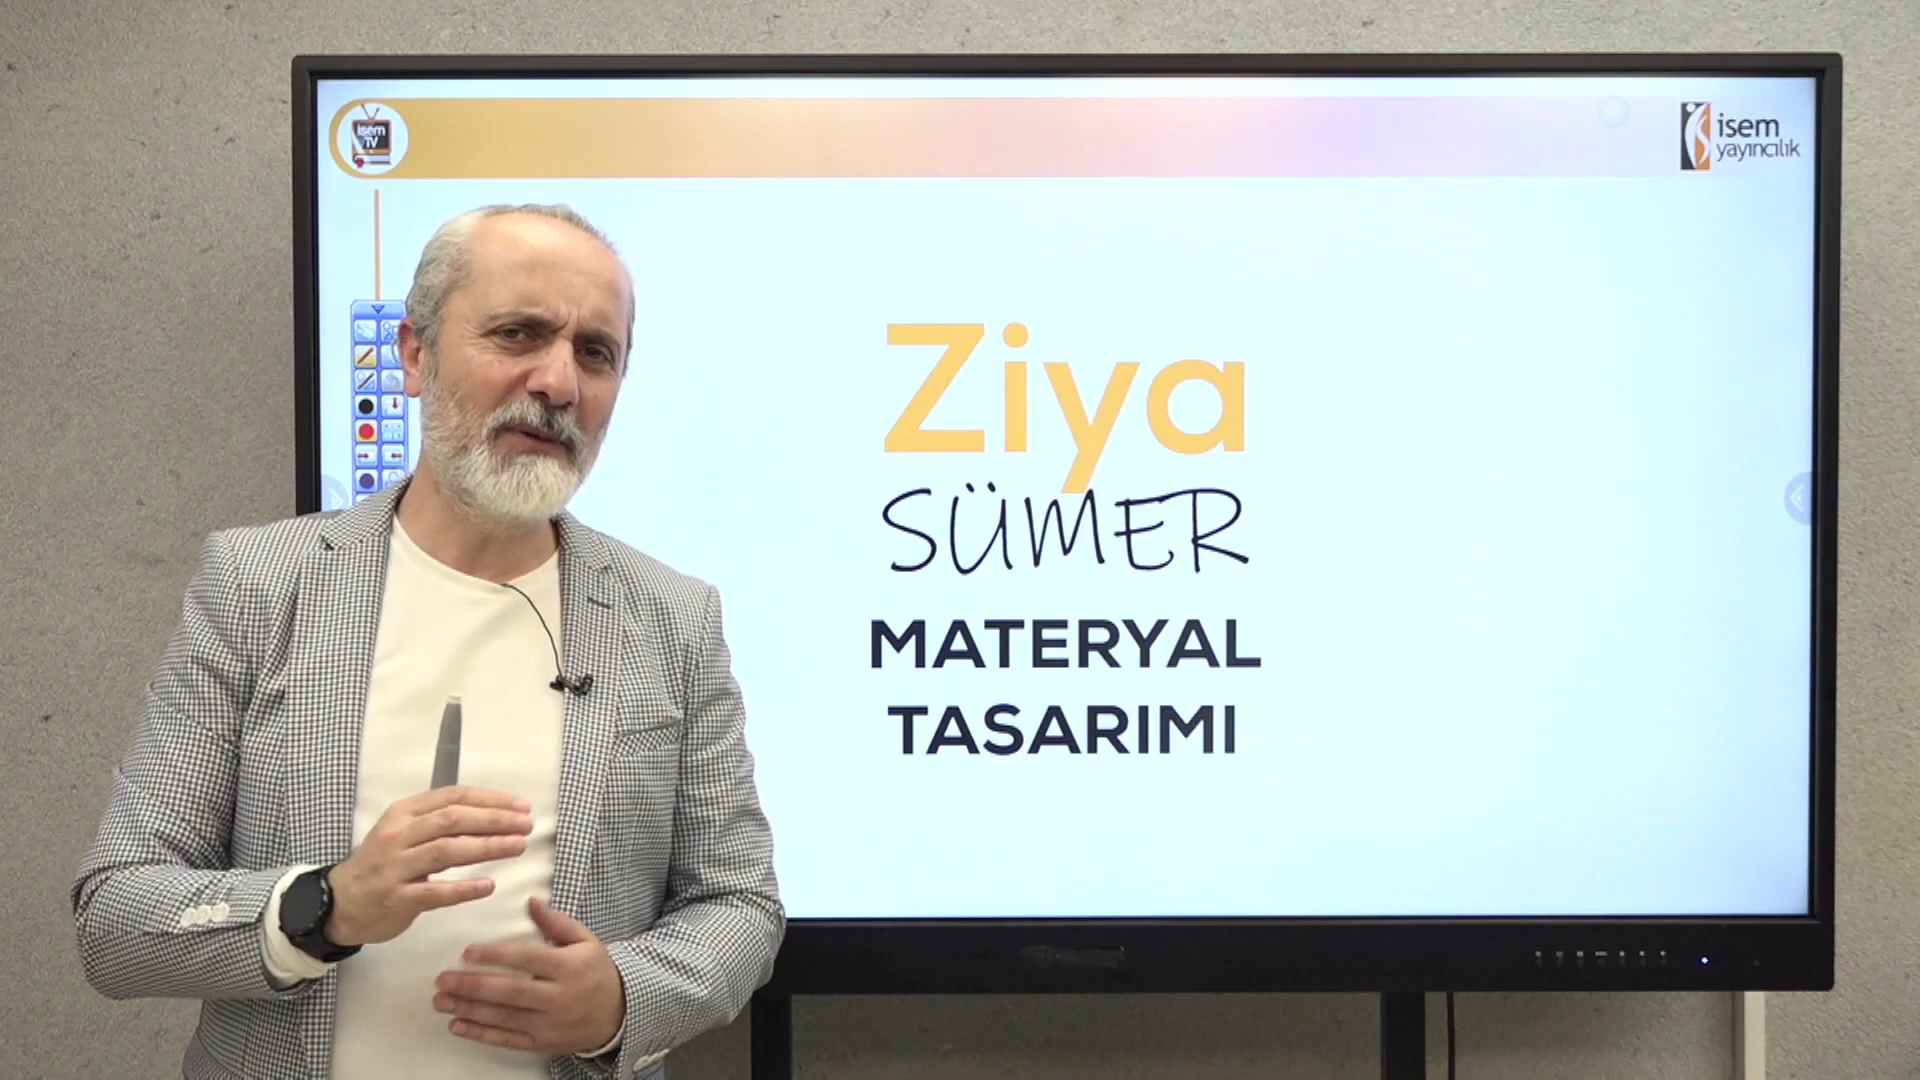 isem
TV
isem
yayıncılık
Ziya
SÜMER
MATERYAL
TASARIMI